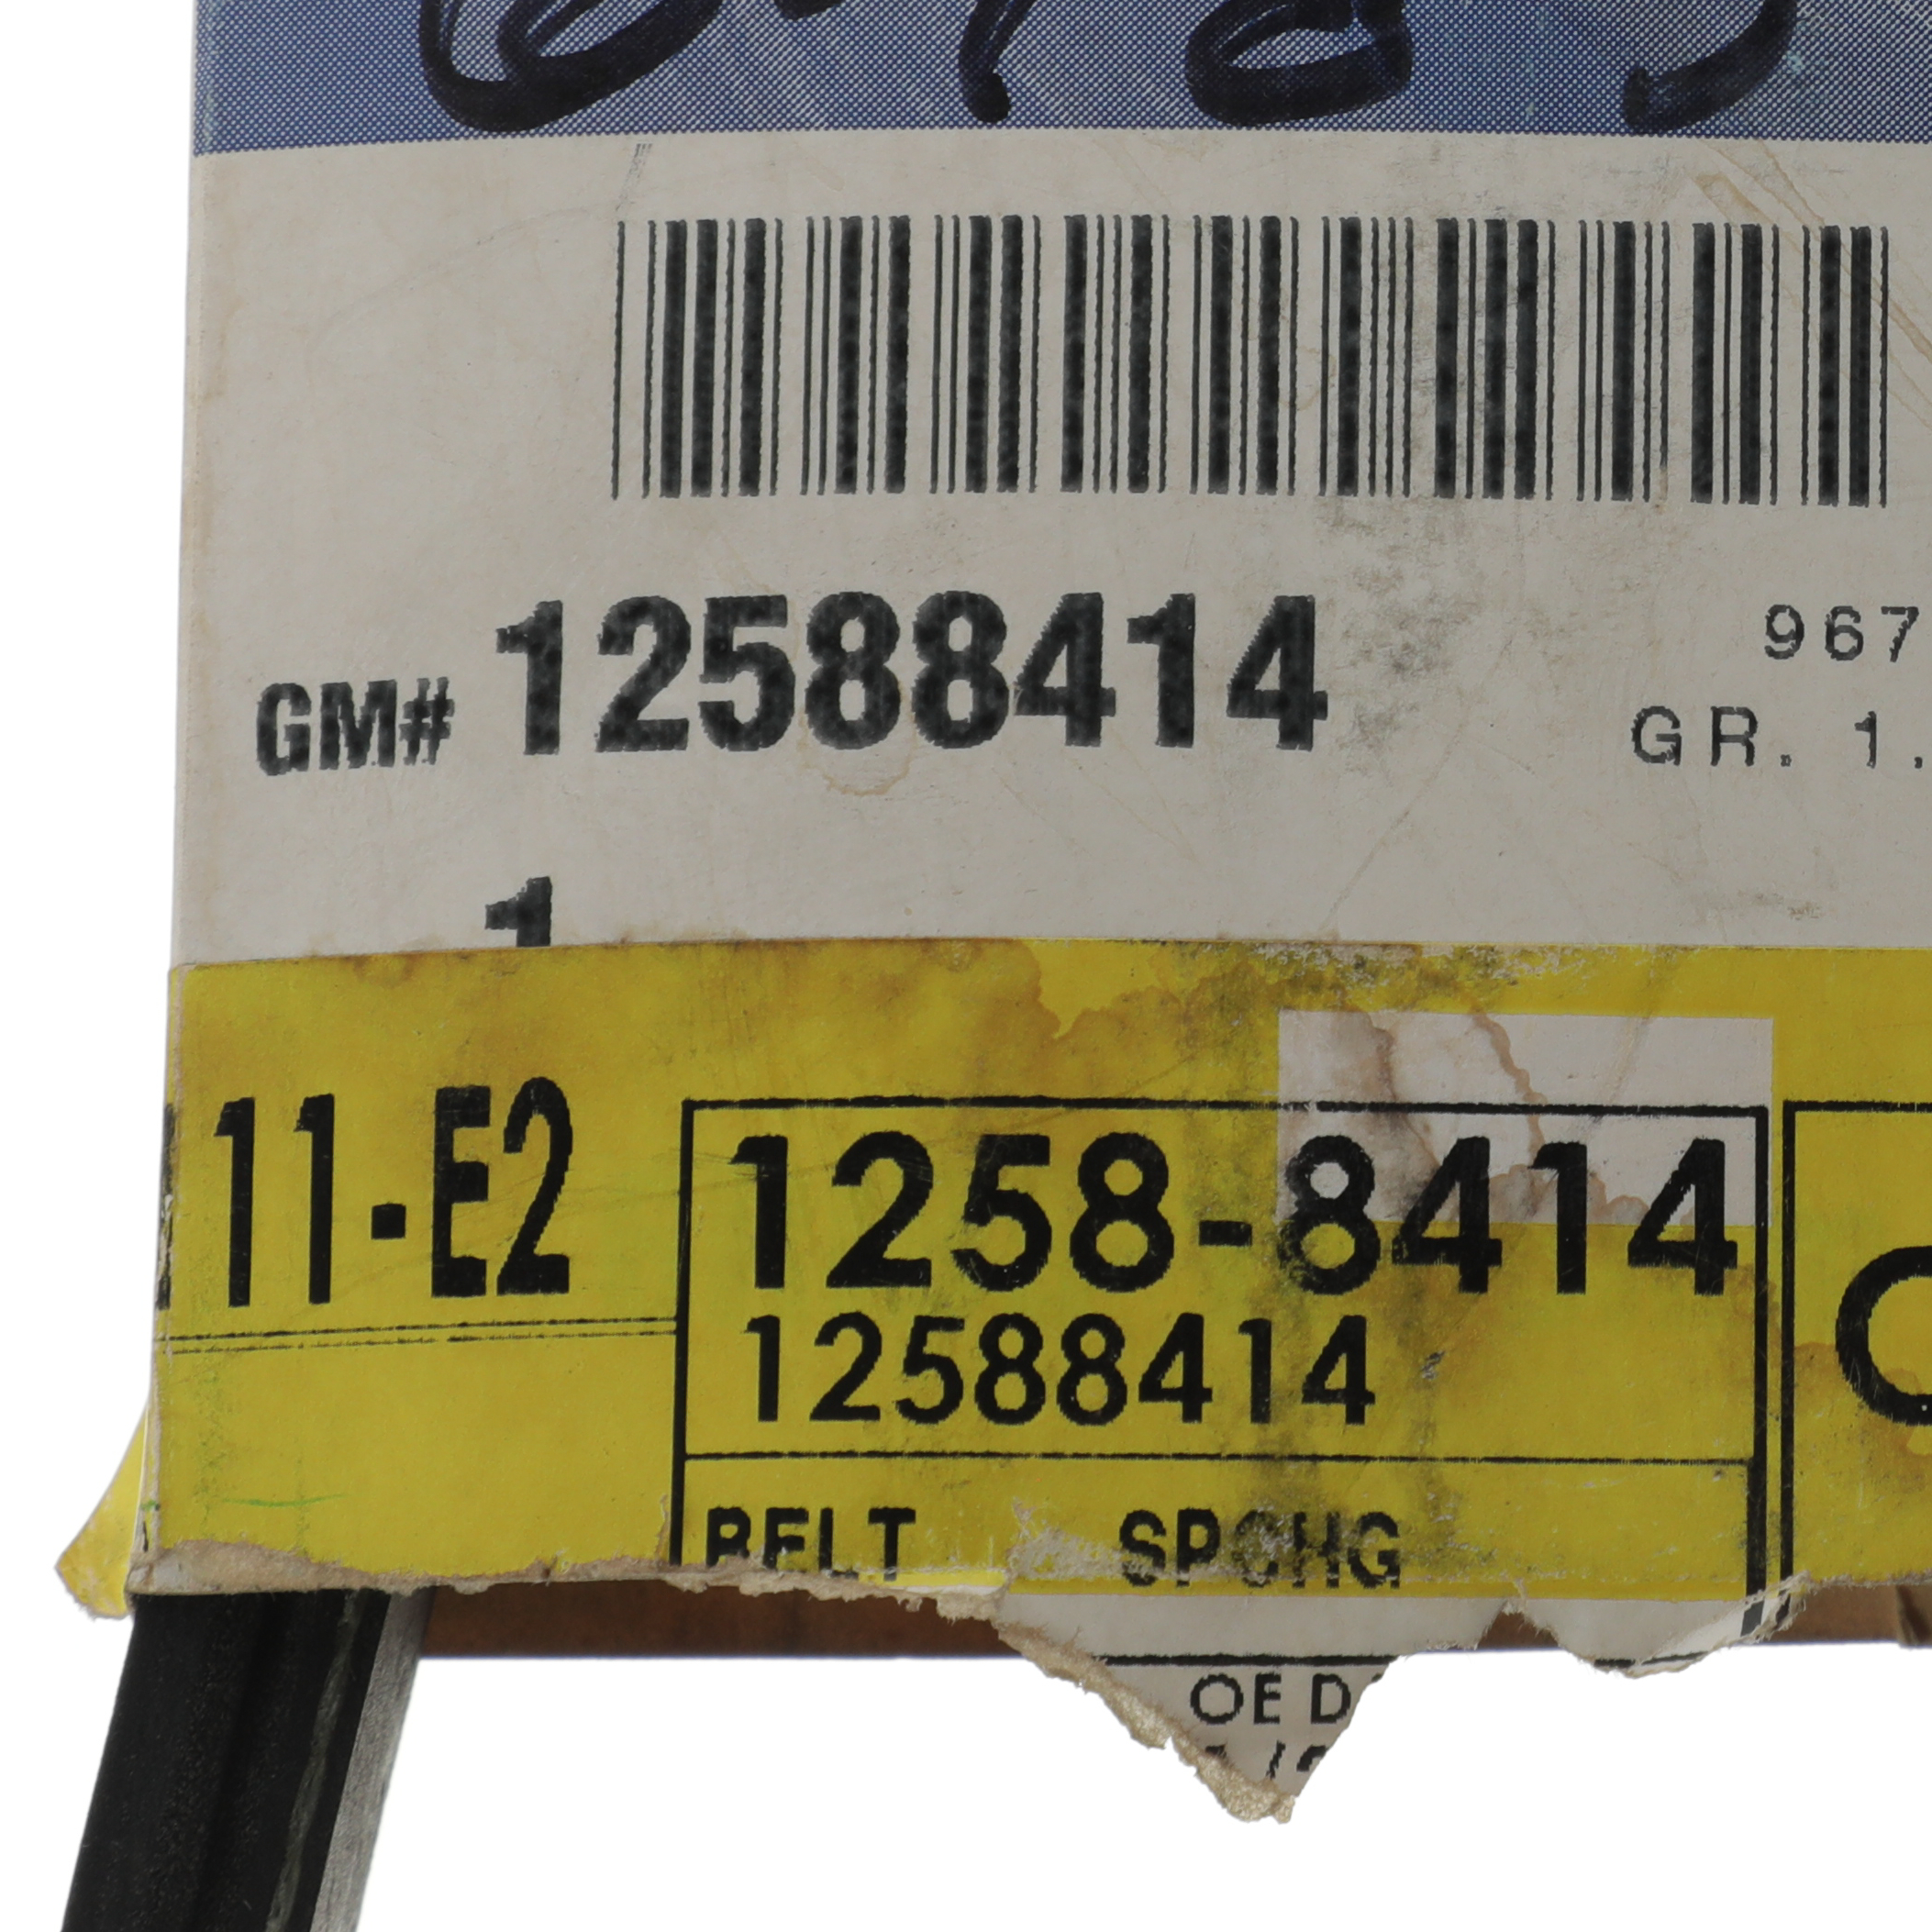 GM# 12588414
967
GR. 1.
1
11-E2
1258-8414
12588414
BELT SPCHG
OE D